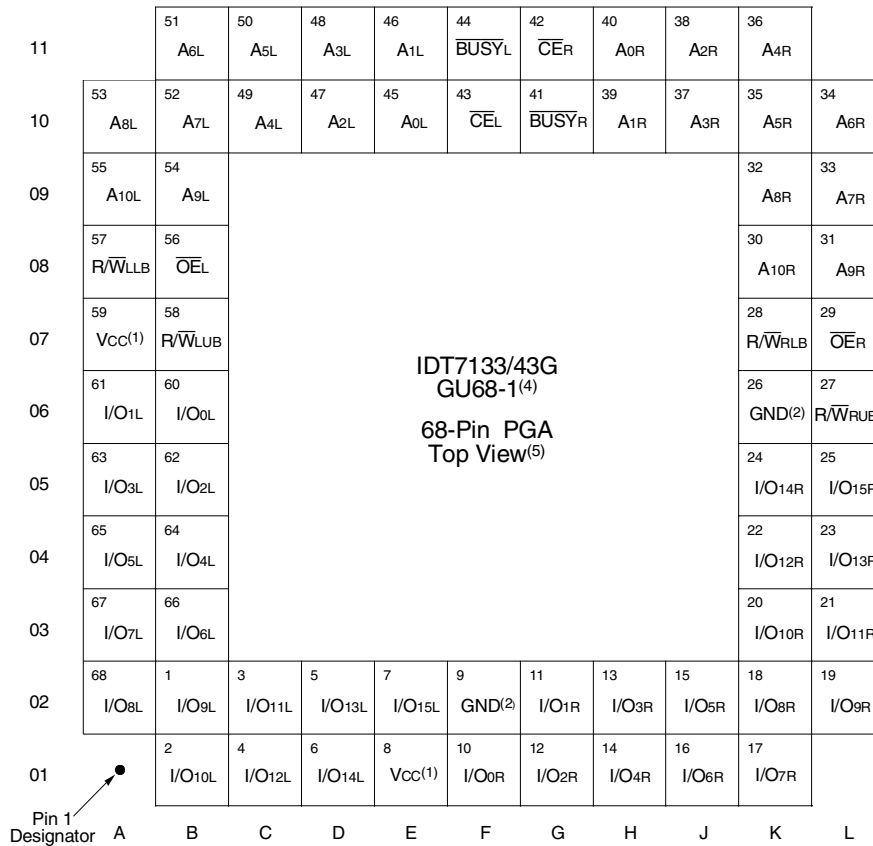 51 50 48 46 44 42 40 38 36
11 A6L A5L A3L A1L BUSYL CER A0R A2R A4R
53 52 49 47 45 43 41 39 37 35 34
10 A8L A7L A4L A2L A0L CEL BUSYR A1R A3R A5R A6R
55 54 32 33
09 A10L A9L A8R A7R
57 56 30 31
08 R/WLLB OEL A10R A9R
59 58 28 29
07 VCC(1) R/WLUB R/WRLB OER
IDT7133/43G
GU68-1(4)
68-Pin PGA
Top View(5)
61 60 26 27
06 I/O1L I/O0L GND(2) R/WRUB
63 62 24 25
05 I/O3L I/O2L I/O14R I/O15R
65 64 22 23
04 I/O5L I/O4L I/O12R I/O13R
67 66 20 21
03 I/O7L I/O6L I/O10R I/O11R
68 1 3 5 7 9 11 13 15 18 19
02 I/O8L I/O9L I/O11L I/O13L I/O15L GND(2) I/O1R I/O3R I/O5R I/O8R I/O9R
2 4 6 8 10 12 14 16 17
01 I/O10L I/O12L I/O14L VCC(1) I/O0R I/O2R I/O4R I/O6R I/O7R
Pin 1
Designator
A B C D E F G H J K L